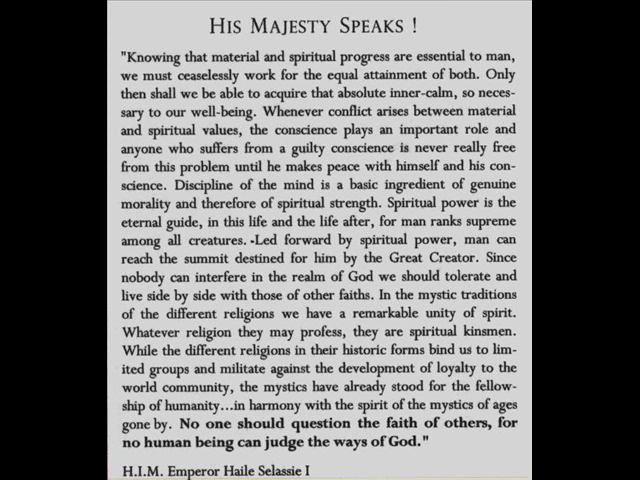 HIS MAJESTY SPEAKS !
"Knowing that material and spiritual progress are essential to man,
we must ceaselessly work for the equal attainment of both. Only
then shall we be able to acquire that absolute inner-calm, so neces-
sary to our well-being. Whenever conflict arises between material
and spiritual values, the conscience plays an important role and
anyone who suffers from a guilty conscience is never really free
from this problem until he makes peace with himself and his con-
science. Discipline of the mind is a basic ingredient of genuine
morality and therefore of spiritual strength. Spiritual power is the
eternal guide, in this life and the life after, for man ranks supreme
among all creatures. Led forward by spiritual power, man can
reach the summit destined for him by the Great Creator. Since
nobody can interfere in the realm of God we should tolerate and
live side by side with those of other faiths. In the mystic traditions
of the different religions we have a remarkable unity of spirit.
Whatever religion they may profess, they are spiritual kinsmen.
While the different religions in their historic forms bind us to lim-
ited groups and militate against the development of loyalty to the
world community, the mystics have already stood for the fellow-
ship of humanity...in harmony with the spirit of the mystics of ages
gone by. No one should question the faith of others, for
no human being can judge the ways of God."
H.I.M. Emperor Haile Selassie I